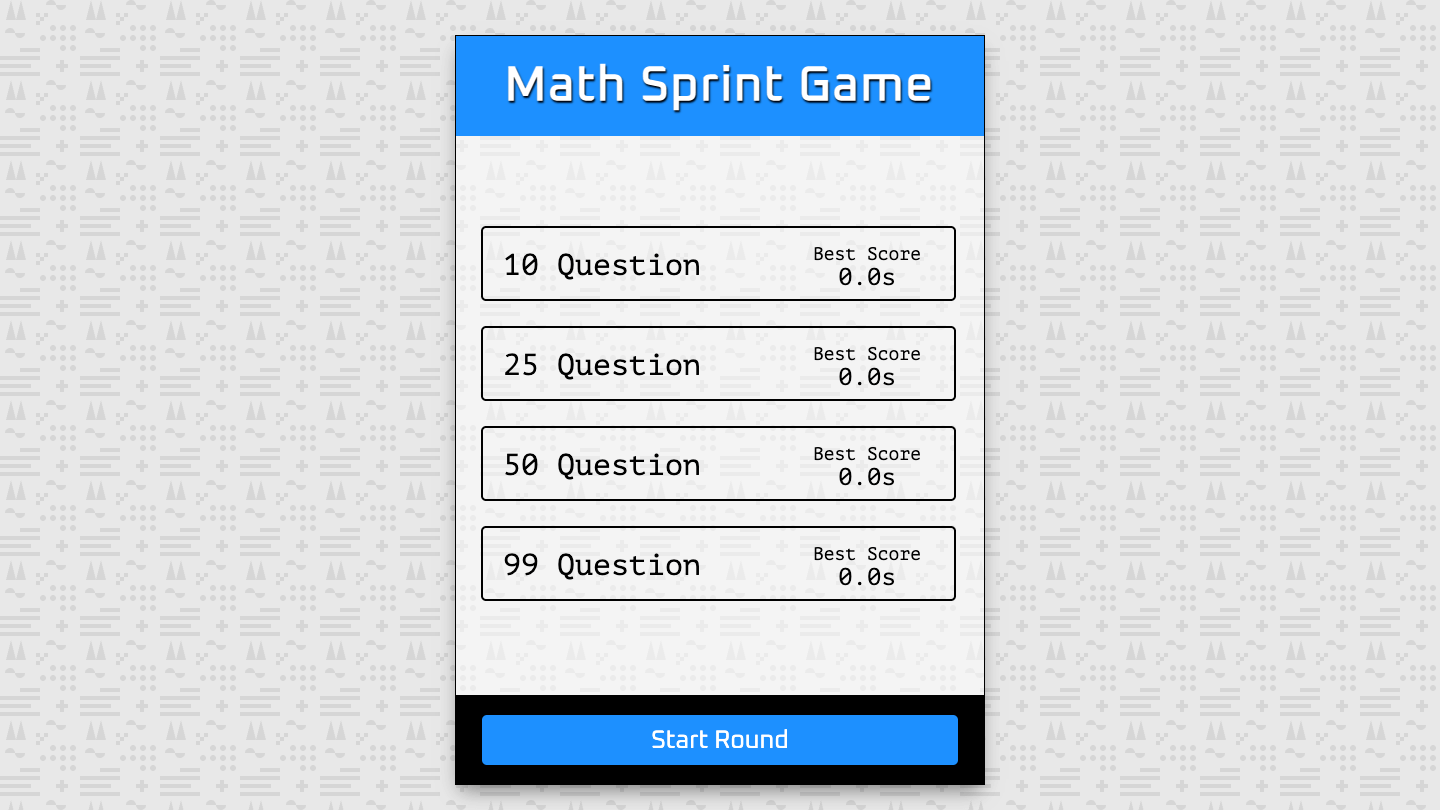 Math Sprint Game
10 Question
Best Score
0.0s
25 Question
Best Score
0.0s
50 Question
Best Score
0.0s
99 Question
Best Score
0.0s
Start Round